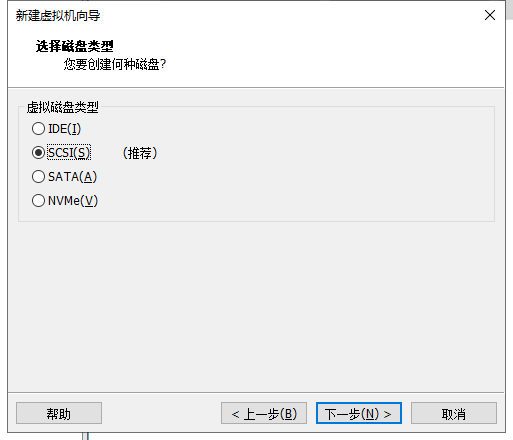 新建虚拟机向导
选择磁盘类型
您要创建何种磁盘?
虚拟磁盘类型
IDE(I)
SCSI(S) （推荐）
SATA(A)
NVMe(V)
帮助 < 上一步(B) 下一步(N) > 取消